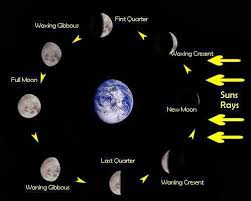 First Quarter
Waxing Gibbous
Waxing Cresent
Full Moon
Suns
Rays
New Moon
Last Quarter
Waning Gibbous
Waning Cresent